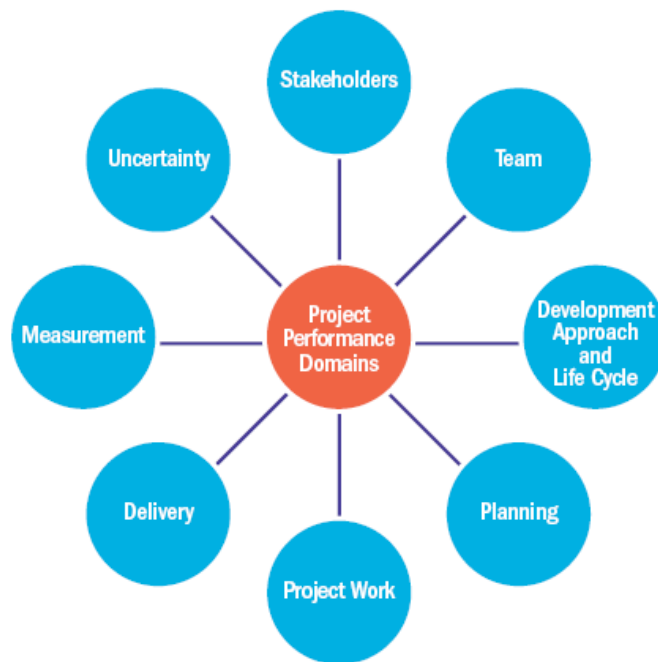 Stakeholders
Team
Development
Approach
and
Life Cycle
Planning
Project Work
Delivery
Measurement
Uncertainty
Project
Performance
Domains